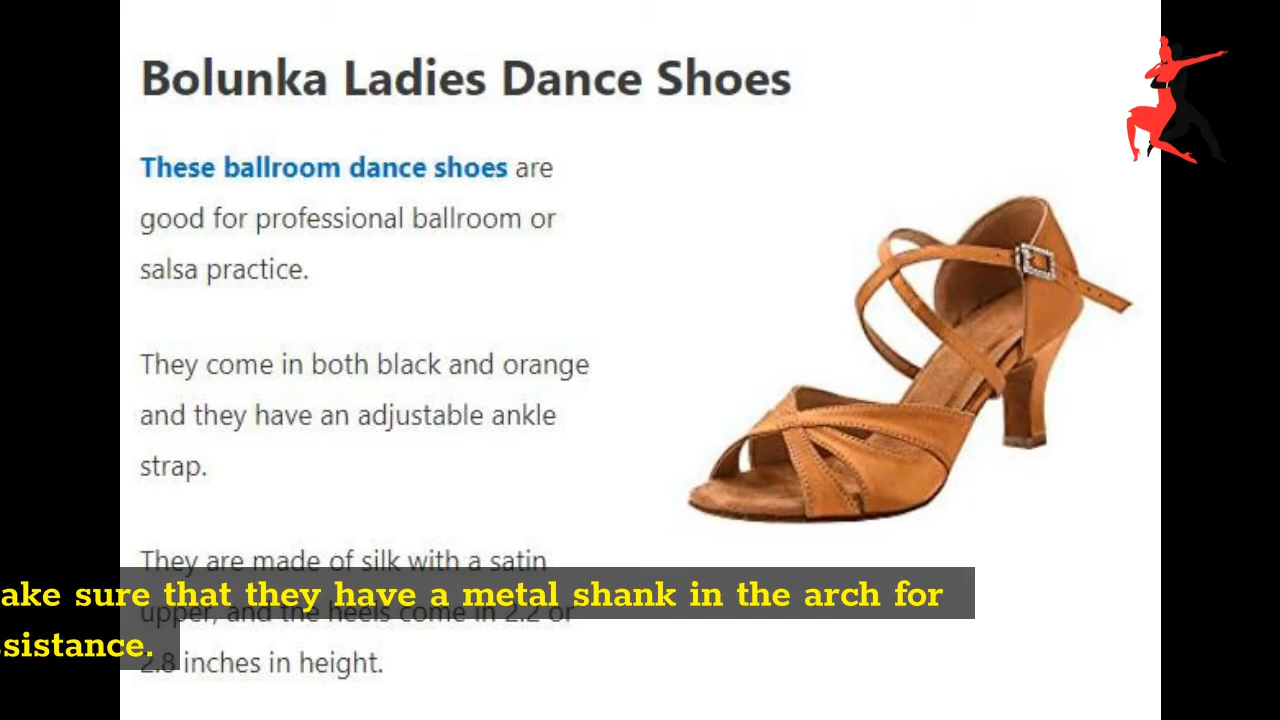 Bolunka Ladies Dance Shoes
These ballroom dance shoes are
good for professional ballroom or
salsa practice.
They come in both black and orange
and they have an adjustable ankle
strap.
They are made of silk with a satin
upper, and the heels come in 2.2 or
2.8 inches in height.
ake sure that they have a metal shank in the arch for
sistance.